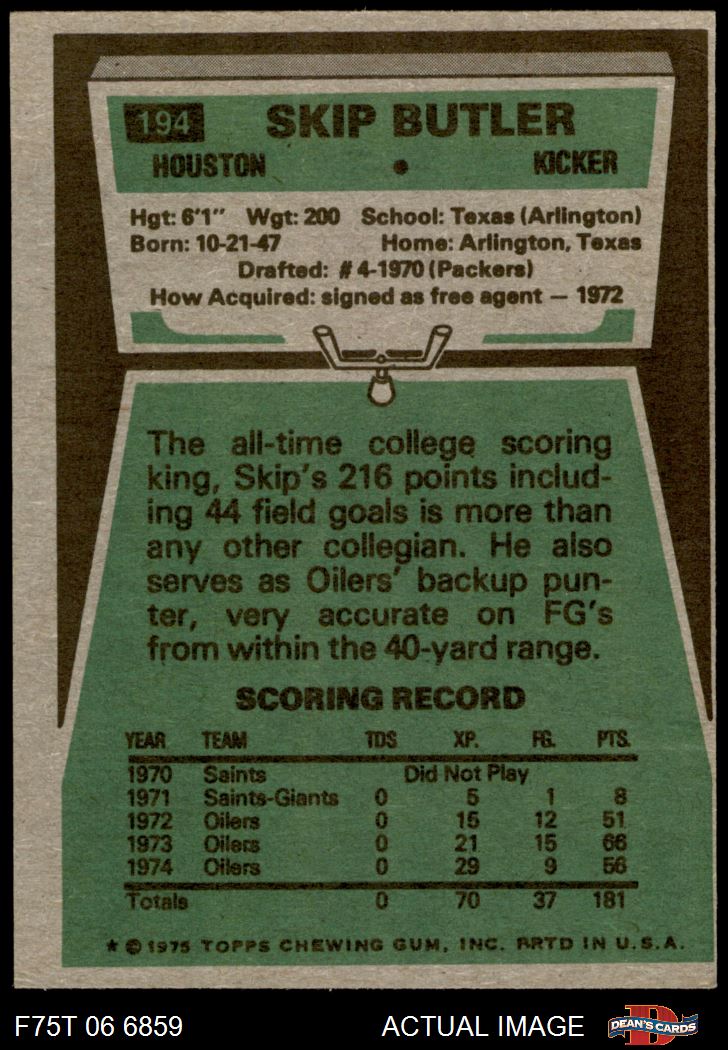 194 SKIP BUTLER
HOUSTON • KICKER
Hgt: 6'1" Wgt: 200 School: Texas (Arlington)
Born: 10-21-47 Home: Arlington, Texas
Drafted: #4-1970 (Packers)
How Acquired: signed as free agent — 1972
The all-time college scoring
king, Skip's 216 points includ-
ing 44 field goals is more than
any other collegian. He also
serves as Oilers' backup pun-
ter, very accurate on FG's
from within the 40-yard range.
SCORING RECORD
YEAR TEAM TDS XP. FG. PTS.
1970 Saints Did Not Play
1971 Saints-Giants 0 5 1 8
1972 Oilers 0 15 12 51
1973 Oilers 0 21 15 66
1974 Oilers 0 29 9 56
Totals 0 70 37 181
* © 1975 TOPPS CHEWING GUM, INC. PRTD IN U.S.A.
F75T 06 6859 ACTUAL IMAGE DEAN'S CARDS